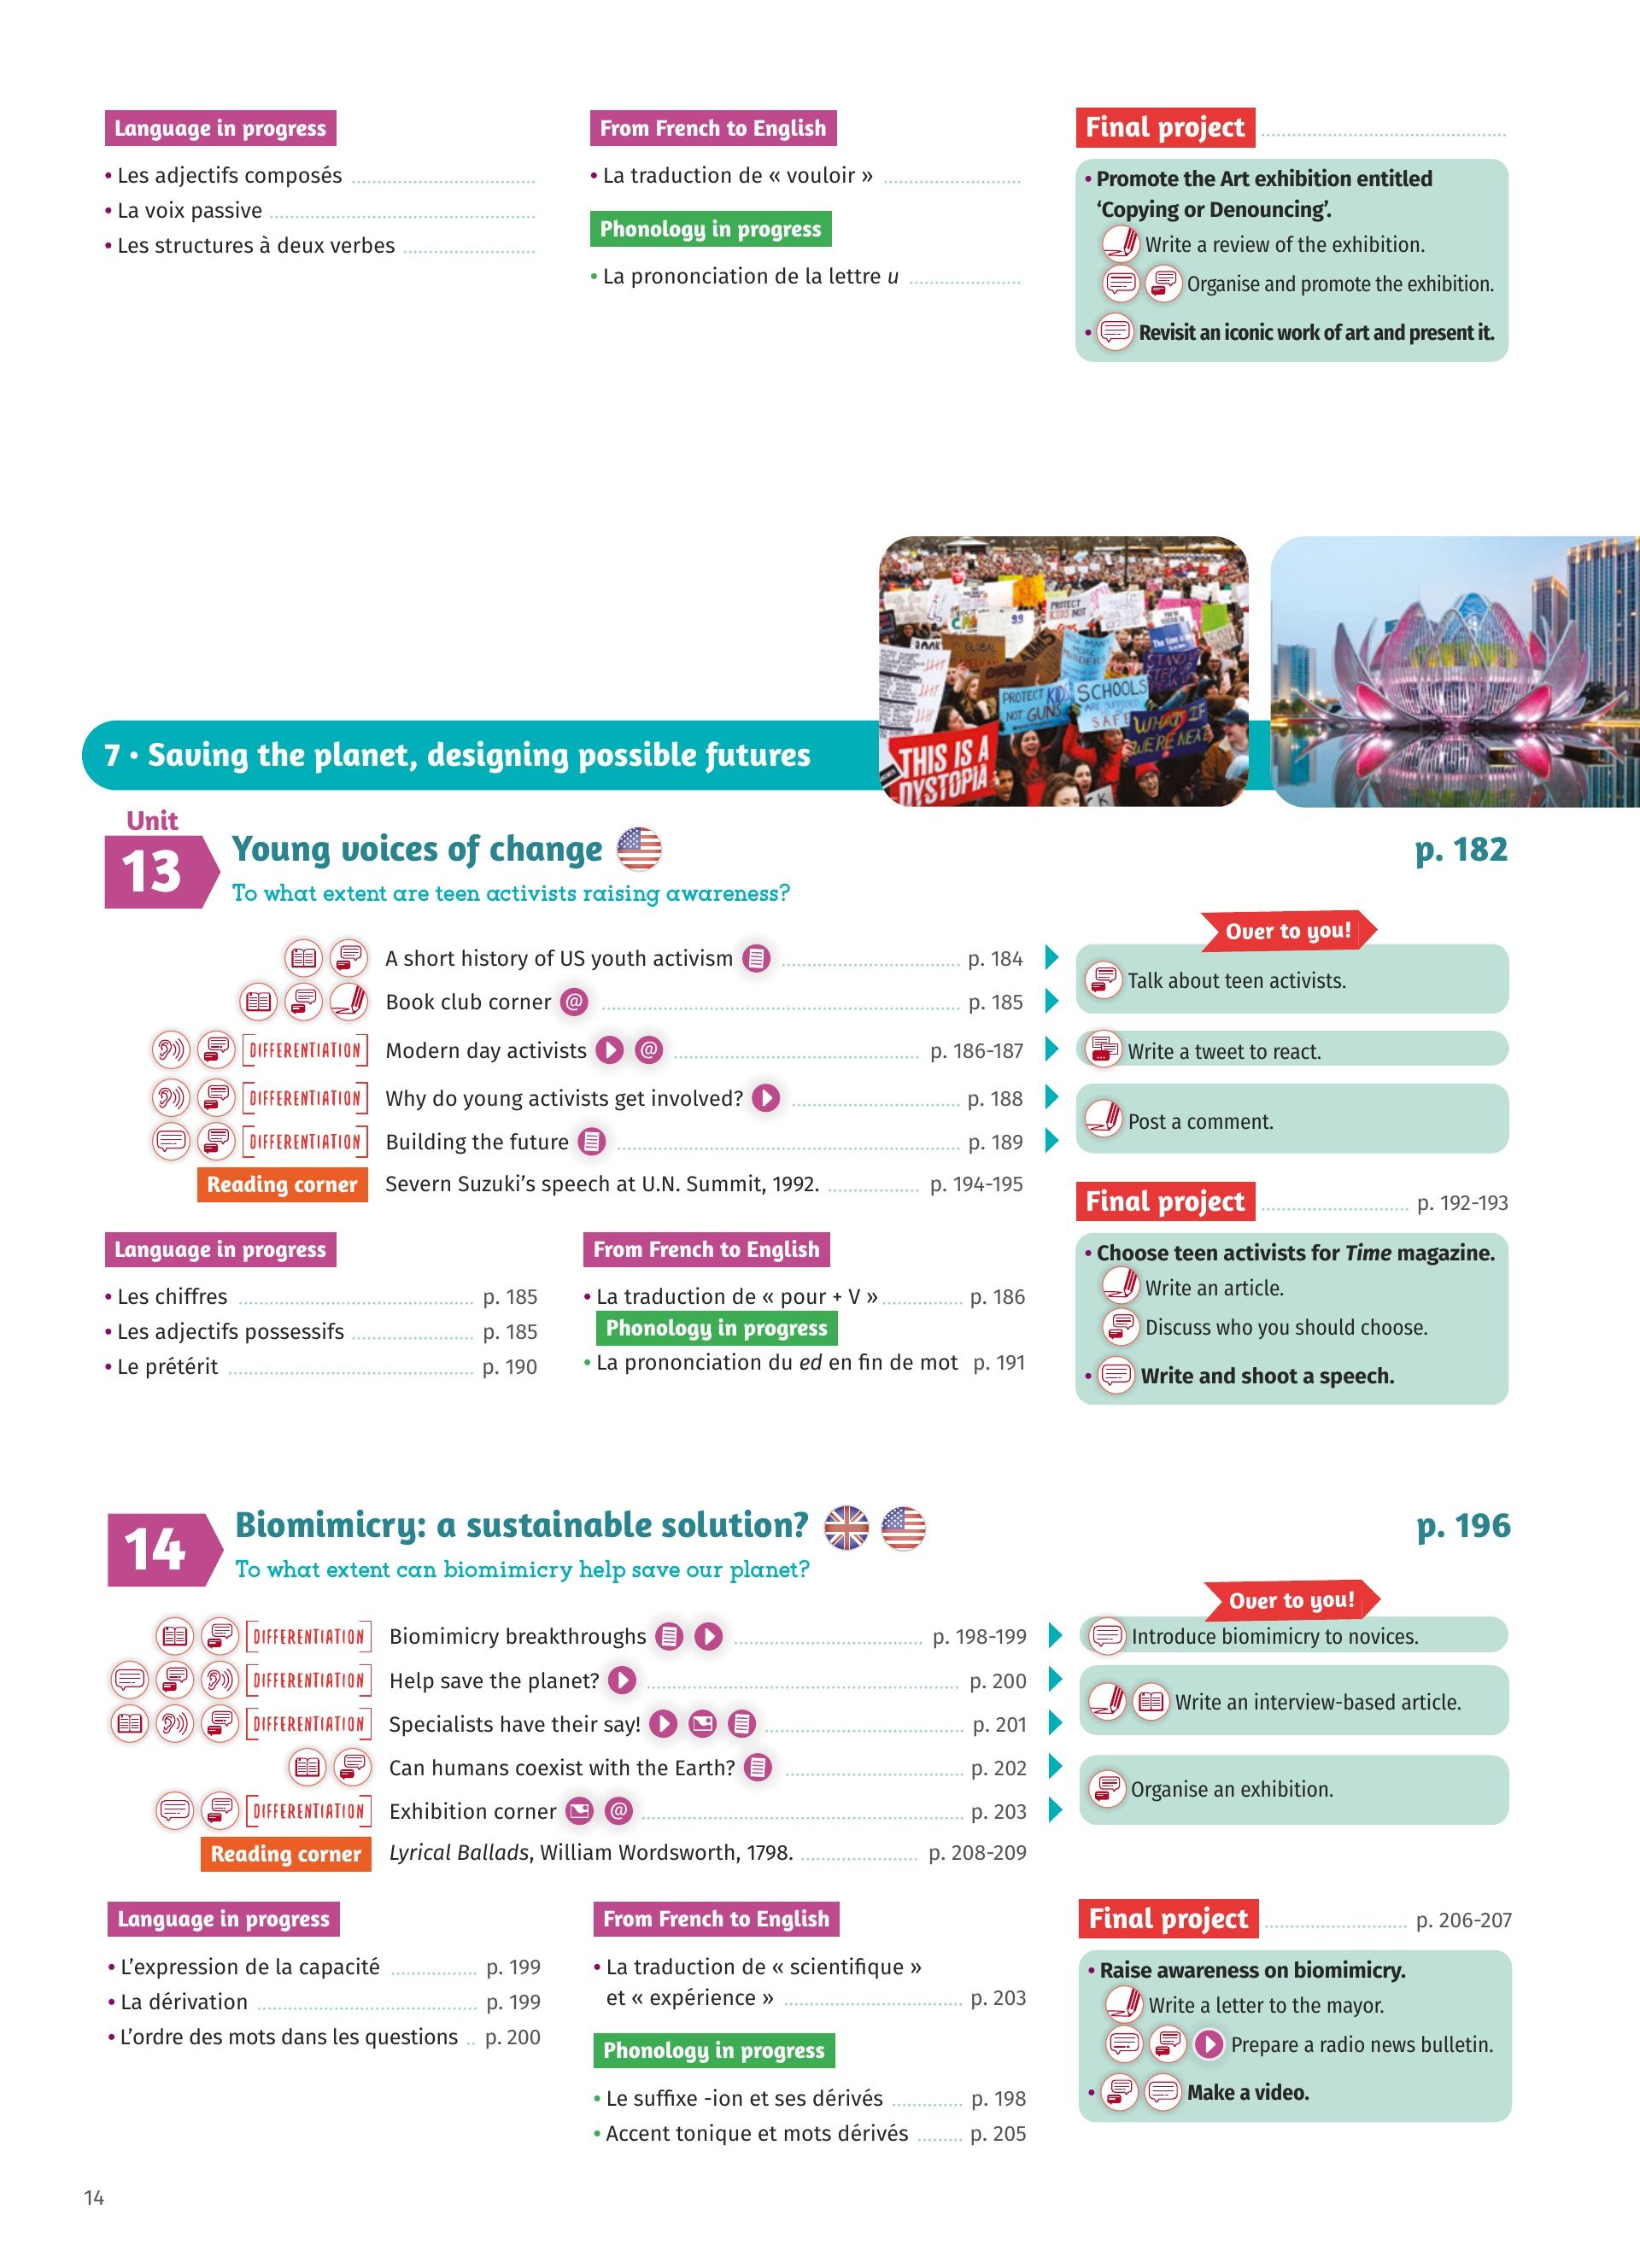 Language in progress
• Les adjectifs composés
• La voix passive
• Les structures à deux verbes
From French to English
• La traduction de « vouloir »
Phonology in progress
• La prononciation de la lettre u
Final project
• Promote the Art exhibition entitled
‘Copying or Denouncing’.
Write a review of the exhibition.
Organise and promote the exhibition.
• Revisit an iconic work of art and present it.
PROTECT KIDS NOT GUNS
SCHOOLS ARE SUPPOSED SAFE
WHAT IF WE'RE NEXT
THIS IS A DYSTOPIA
7 • Saving the planet, designing possible futures
Unit
13
Young voices of change
p. 182
To what extent are teen activists raising awareness?
Over to you!
A short history of US youth activism p. 184
Talk about teen activists.
Book club corner @ p. 185
DIFFERENTIATION Modern day activists @ p. 186-187
Write a tweet to react.
DIFFERENTIATION Why do young activists get involved? p. 188
Post a comment.
DIFFERENTIATION Building the future p. 189
Reading corner Severn Suzuki’s speech at U.N. Summit, 1992. p. 194-195
Language in progress
• Les chiffres p. 185
• Les adjectifs possessifs p. 185
• Le prétérit p. 190
From French to English
• La traduction de « pour + V » p. 186
Phonology in progress
• La prononciation du ed en fin de mot p. 191
Final project p. 192-193
• Choose teen activists for Time magazine.
Write an article.
Discuss who you should choose.
• Write and shoot a speech.
14
Biomimicry: a sustainable solution?
p. 196
To what extent can biomimicry help save our planet?
Over to you!
DIFFERENTIATION Biomimicry breakthroughs p. 198-199
Introduce biomimicry to novices.
DIFFERENTIATION Help save the planet? p. 200
Write an interview-based article.
DIFFERENTIATION Specialists have their say! p. 201
Can humans coexist with the Earth? p. 202
Organise an exhibition.
DIFFERENTIATION Exhibition corner @ p. 203
Reading corner Lyrical Ballads, William Wordsworth, 1798. p. 208-209
Language in progress
• L’expression de la capacité p. 199
• La dérivation p. 199
• L’ordre des mots dans les questions p. 200
From French to English
• La traduction de « scientifique »
et « expérience » p. 203
Phonology in progress
• Le suffixe -ion et ses dérivés p. 198
• Accent tonique et mots dérivés p. 205
Final project p. 206-207
• Raise awareness on biomimicry.
Write a letter to the mayor.
Prepare a radio news bulletin.
• Make a video.
14